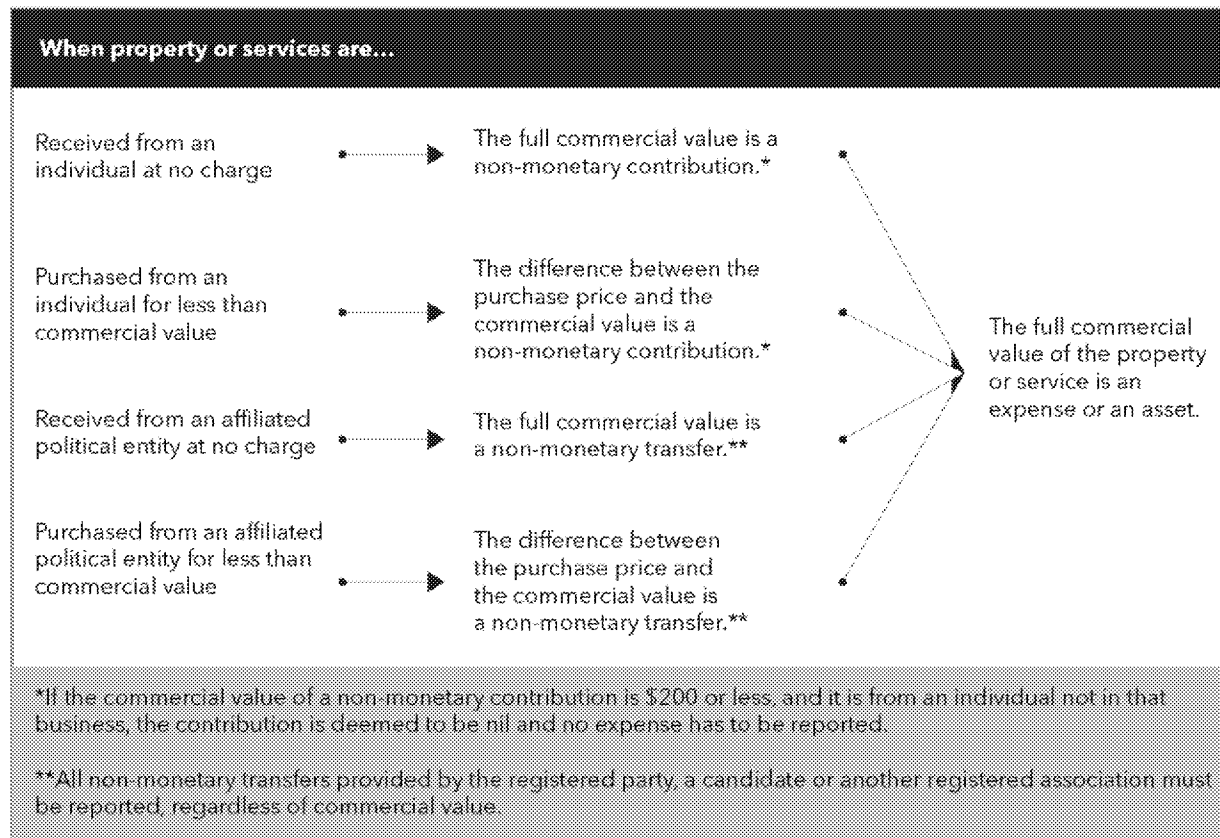 When property or services are...
Received from an
individual at no charge
The full commercial value is a
non-monetary contribution.*
Purchased from an
individual for less than
commercial value
The difference between the
purchase price and the
commercial value is a
non-monetary contribution.*
Received from an affiliated
political entity at no charge
The full commercial value is
a non-monetary transfer.**
Purchased from an affiliated
political entity for less than
commercial value
The difference between
the purchase price and
the commercial value is
a non-monetary transfer.**
The full commercial
value of the property
or service is an
expense or an asset.
*If the commercial value of a non-monetary contribution is $200 or less, and it is from an individual not in that
business, the contribution is deemed to be nil and no expense has to be reported.
**All non-monetary transfers provided by the registered party, a candidate or another registered association must
be reported, regardless of commercial value.